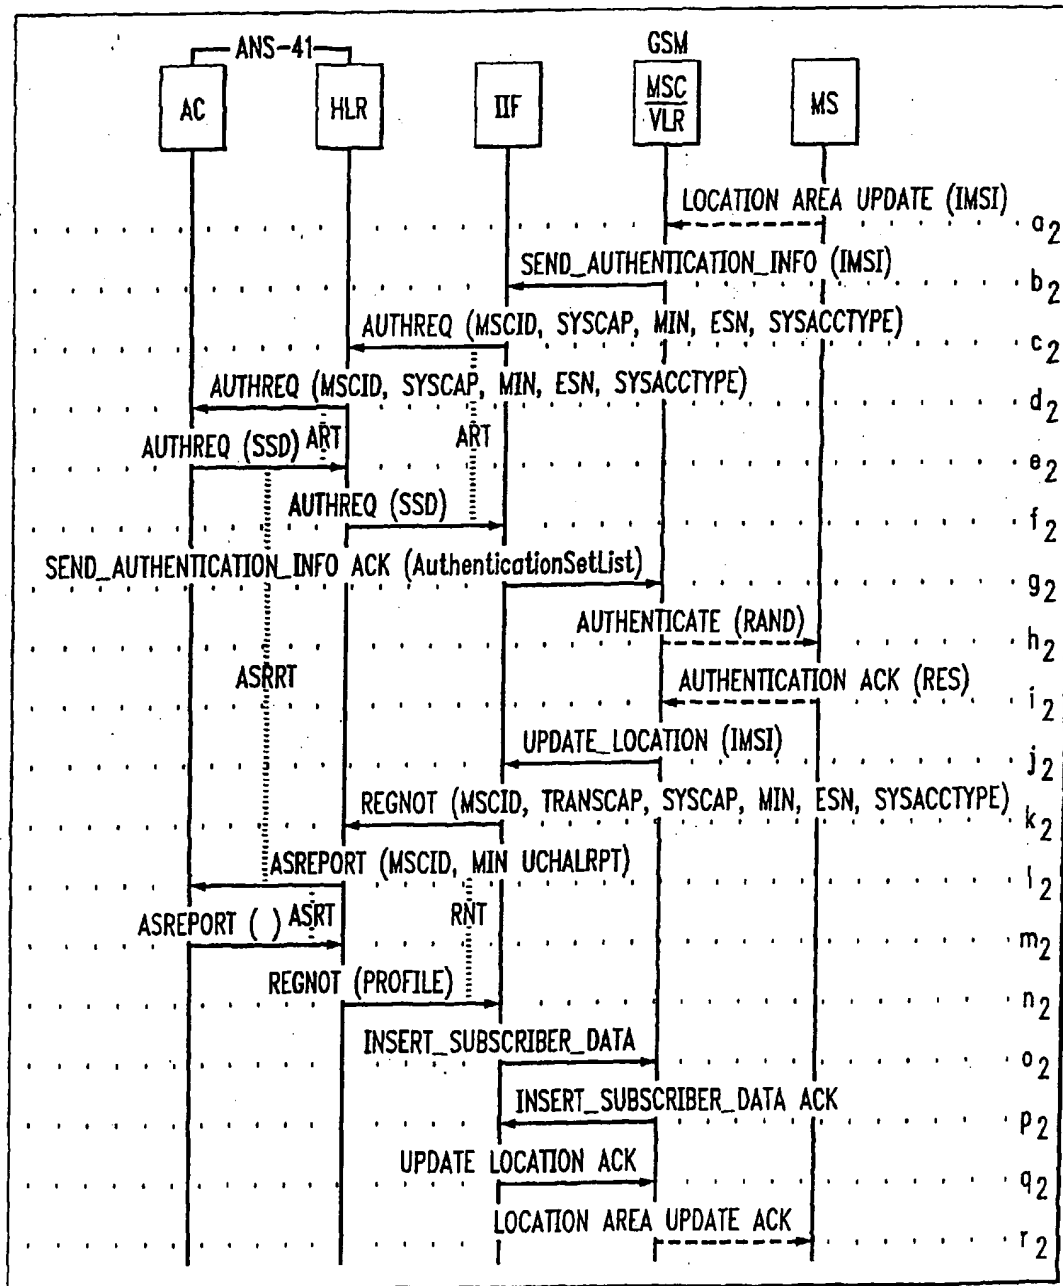 ANS-41
GSM
AC
HLR
IIF
MSC
VLR
MS
LOCATION AREA UPDATE (IMSI)
a2
SEND_AUTHENTICATION_INFO (IMSI)
b2
AUTHREQ (MSCID, SYSCAP, MIN, ESN, SYSACCTYPE)
c2
AUTHREQ (MSCID, SYSCAP, MIN, ESN, SYSACCTYPE)
d2
AUTHREQ (SSD)
ART
ART
e2
AUTHREQ (SSD)
f2
SEND_AUTHENTICATION_INFO ACK (AuthenticationSetList)
g2
AUTHENTICATE (RAND)
h2
ASRRT
AUTHENTICATION ACK (RES)
i2
UPDATE_LOCATION (IMSI)
j2
REGNOT (MSCID, TRANSCAP, SYSCAP, MIN, ESN, SYSACCTYPE)
k2
ASREPORT (MSCID, MIN UCHALRPT)
l2
ASREPORT ( )
ASRT
RNT
m2
REGNOT (PROFILE)
n2
INSERT_SUBSCRIBER_DATA
o2
INSERT_SUBSCRIBER_DATA ACK
p2
UPDATE LOCATION ACK
q2
LOCATION AREA UPDATE ACK
r2